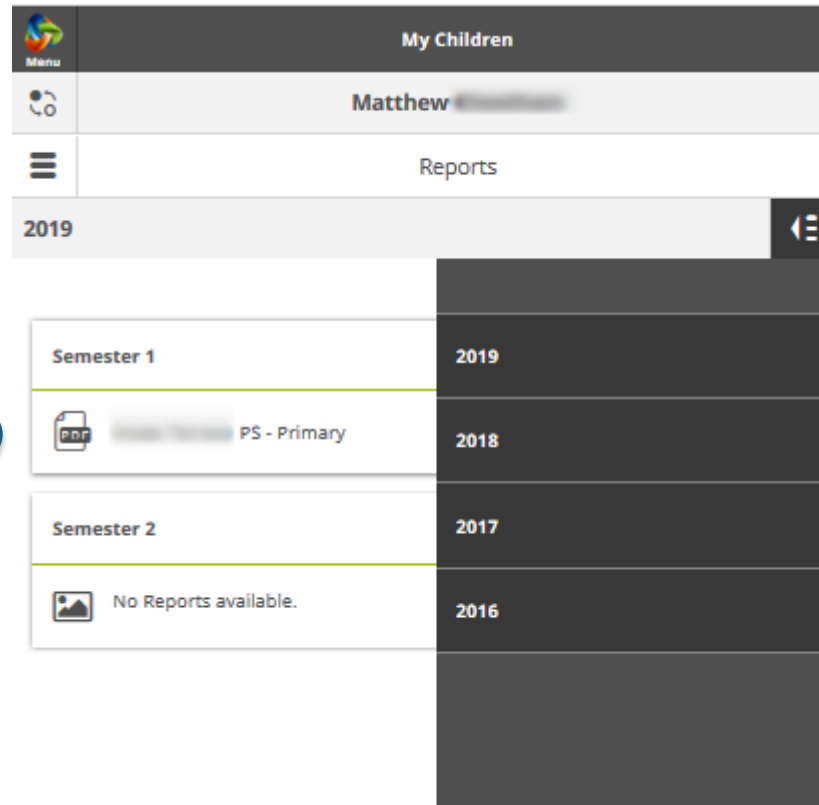 Menu
My Children
Matthew
Reports
2019
Semester 1
PDF
PS - Primary
Semester 2
No Reports available.
2019
2018
2017
2016